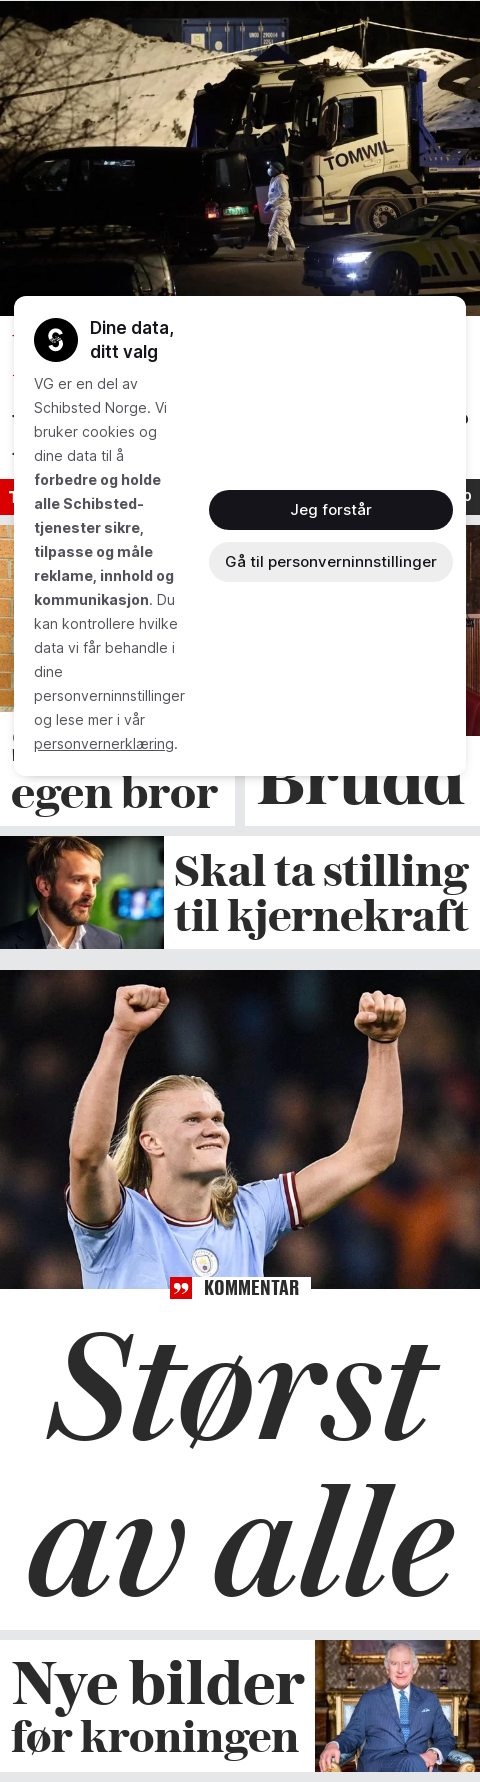 TOMWIL
Dine data,
ditt valg
VG er en del av
Schibsted Norge. Vi
bruker cookies og
dine data til å
forbedre og holde
alle Schibsted-
tjenester sikre,
tilpasse og måle
reklame, innhold og
kommunikasjon. Du
kan kontrollere hvilke
data vi får behandle i
dine
personverninnstillinger
og lese mer i vår
personvernerklæring.
Jeg forstår
Gå til personverninnstillinger
egen bror
Brudd
Skal ta stilling
til kjernekraft
KOMMENTAR
Størst
av alle
Nye bilder
før kroningen